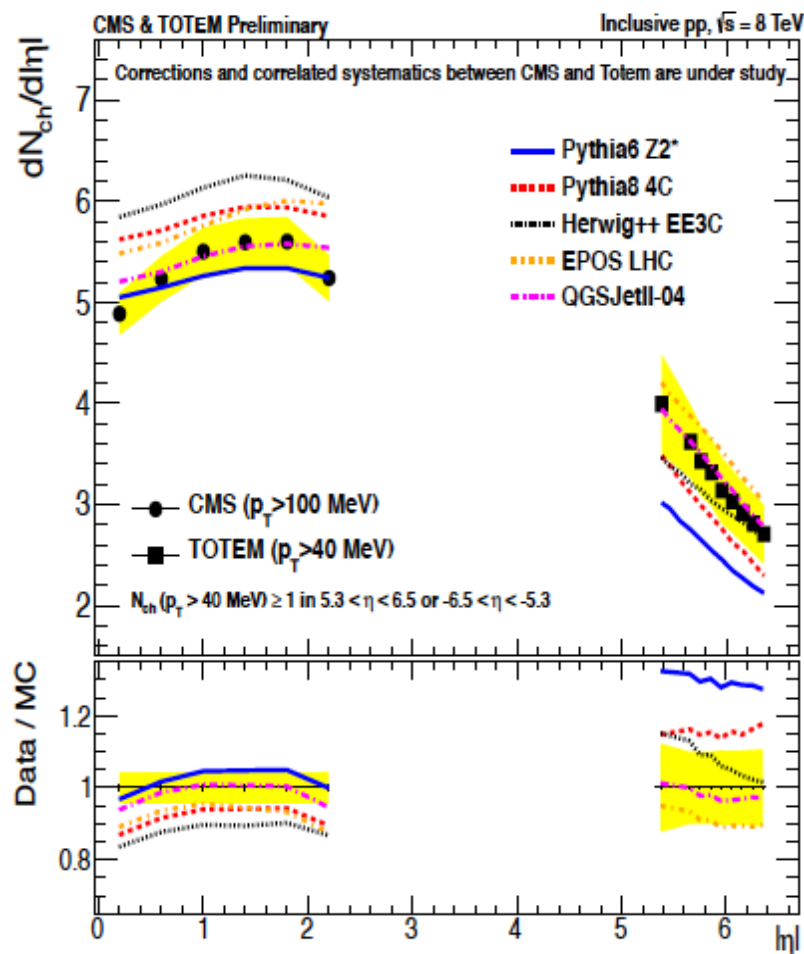 CMS & TOTEM Preliminary Inclusive pp, √s = 8 TeV
Corrections and correlated systematics between CMS and Totem are under study
dN_ch/d|η|
7
6
5
4
3
2
Pythia6 Z2*
Pythia8 4C
Herwig++ EE3C
EPOS LHC
QGSJetII-04
CMS (p_T>100 MeV)
TOTEM (p_T>40 MeV)
N_ch (p_T > 40 MeV) ≥ 1 in 5.3 < η < 6.5 or -6.5 < η < -5.3
Data / MC
1.2
1
0.8
0 1 2 3 4 5 6 |η|